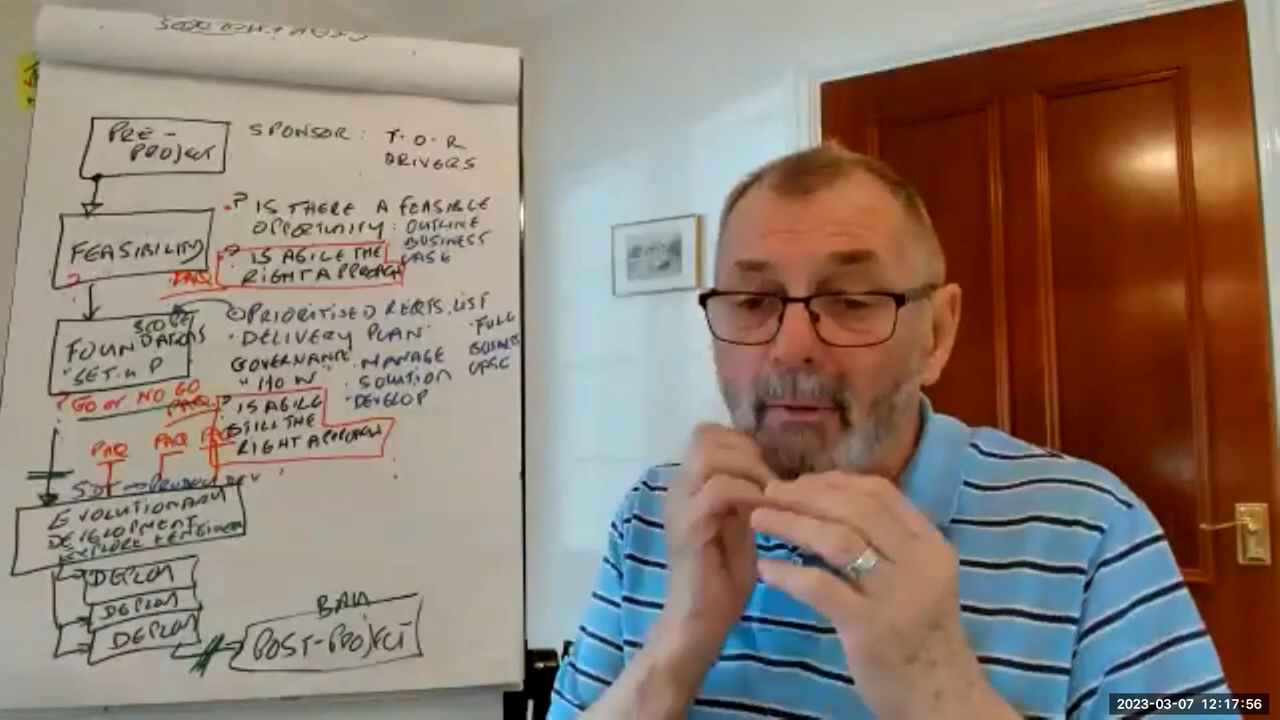 PRE-
PROJECT
SPONSOR: T.O.R
DRIVERS
FEASIBILITY
? IS THERE A FEASIBLE
OPPORTUNITY: OUTLINE
BUSINESS
CASE
? IS AGILE THE
RIGHT APPROACH
PAQ
SCOPE
FOUNDATIONS
"SET-UP
PRIORITISED REQTS. LIST
· DELIVERY PLAN
GOVERNANCE · MANAGE
"HOW" · SOLUTION
· DEVELOP
· FULL
BUSINESS
CASE
? GO or NO GO
PAQ
? IS AGILE
STILL THE
RIGHT APPROACH
PAQ PAQ PAQ
EVOLUTIONARY
DEVELOPMENT
DEPLOY
DEPLOY
DEPLOY
BAU
POST-PROJECT
2023-03-07 12:17:56